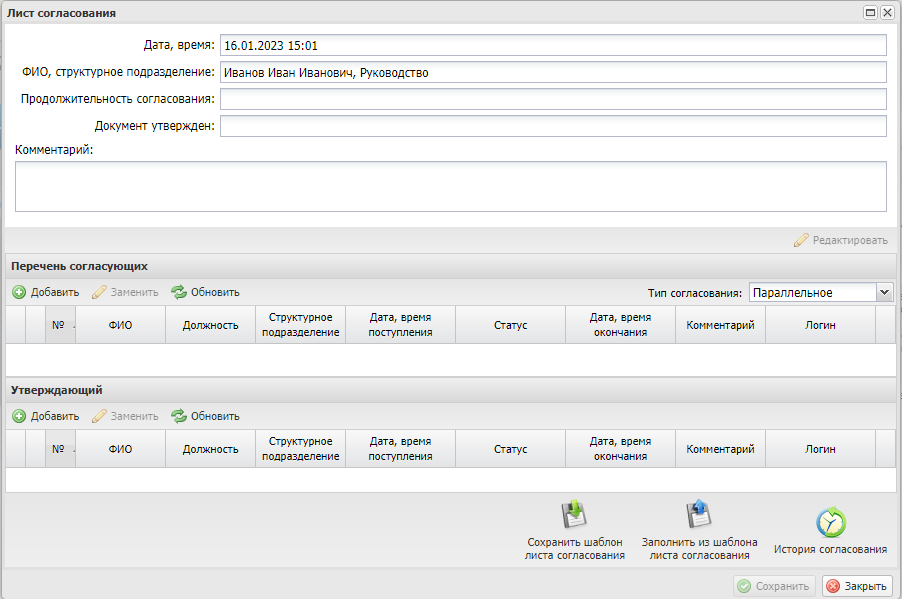 Лист согласования
Дата, время: 16.01.2023 15:01
ФИО, структурное подразделение: Иванов Иван Иванович, Руководство
Продолжительность согласования:
Документ утвержден:
Комментарий:
Редактировать
Перечень согласующих
Добавить Заменить Обновить Тип согласования: Параллельное
№ ФИО Должность Структурное подразделение Дата, время поступления Статус Дата, время окончания Комментарий Логин
Утверждающий
Добавить Заменить Обновить
№ ФИО Должность Структурное подразделение Дата, время поступления Статус Дата, время окончания Комментарий Логин
Сохранить шаблон листа согласования Заполнить из шаблона листа согласования История согласования
Сохранить Закрыть